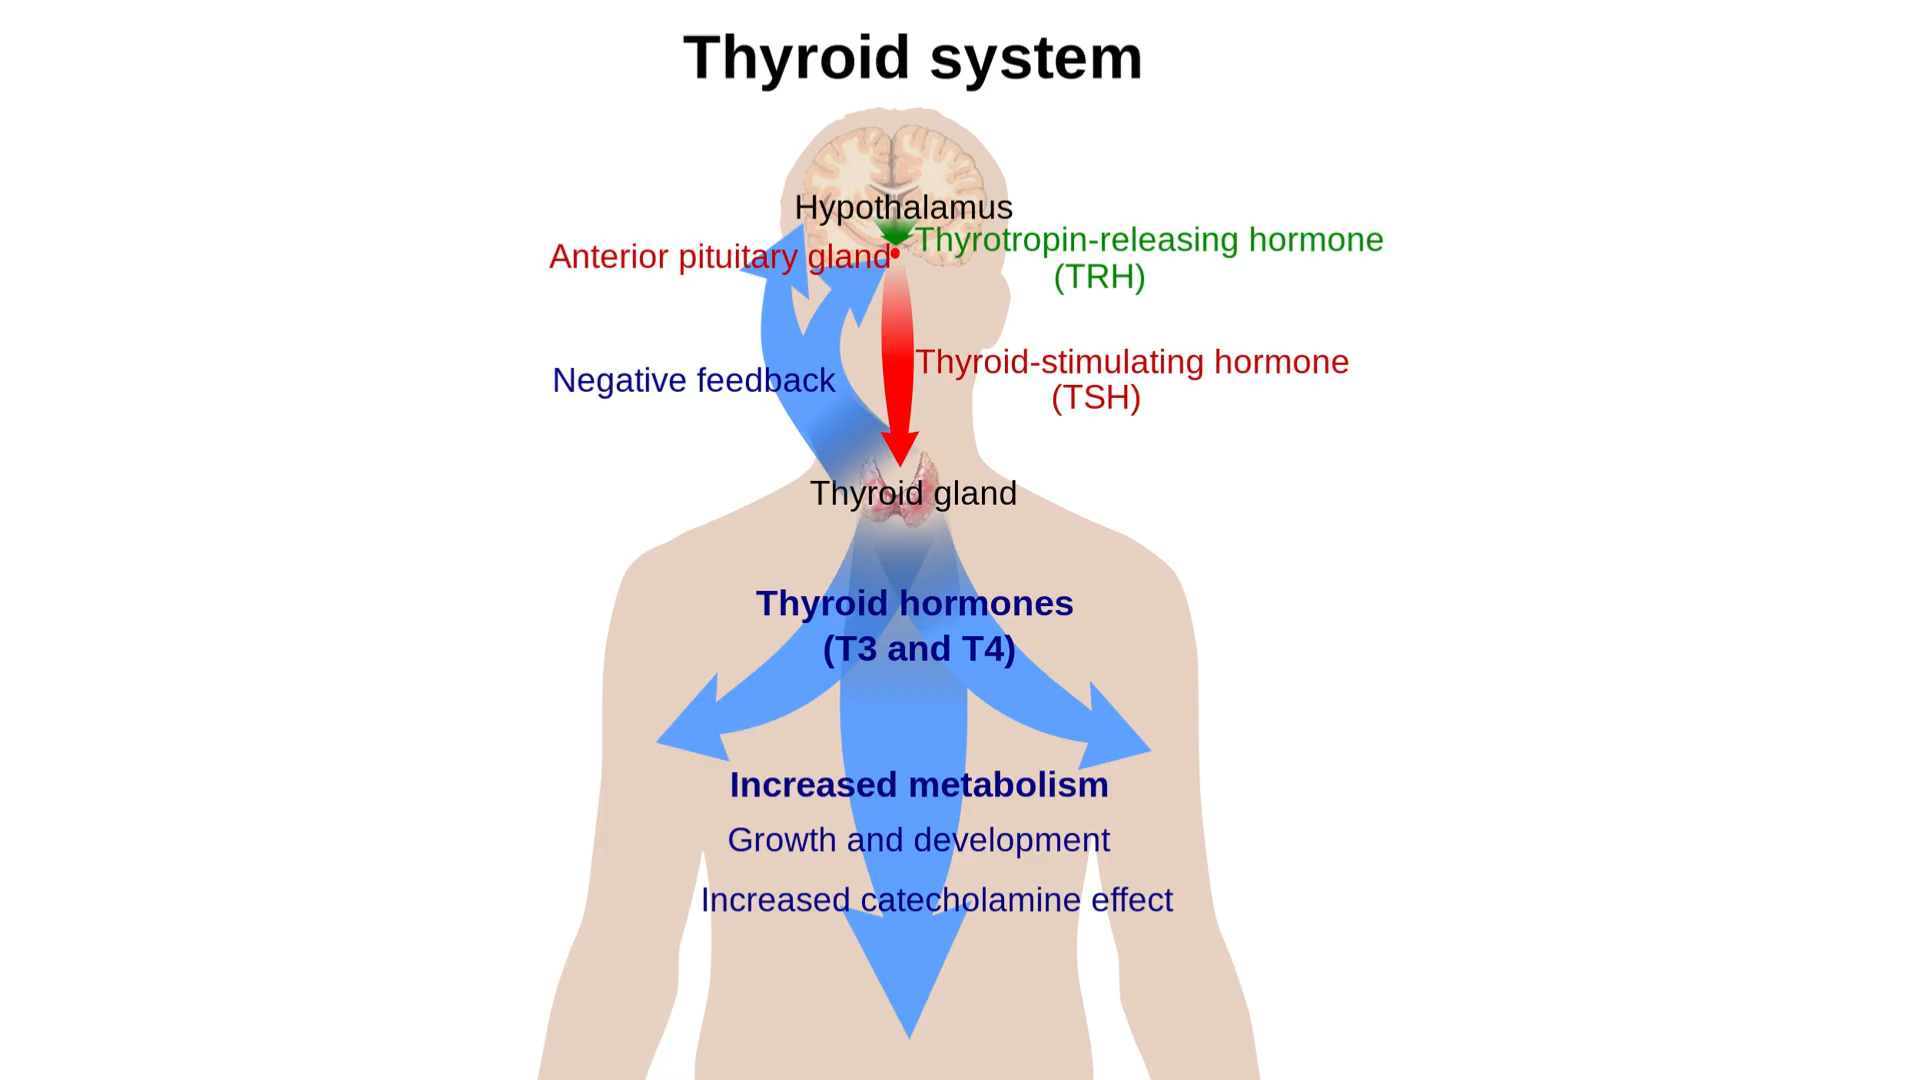 Thyroid system
Hypothalamus
Thyrotropin-releasing hormone
(TRH)
Anterior pituitary gland
Thyroid-stimulating hormone
(TSH)
Negative feedback
Thyroid gland
Thyroid hormones
(T3 and T4)
Increased metabolism
Growth and development
Increased catecholamine effect